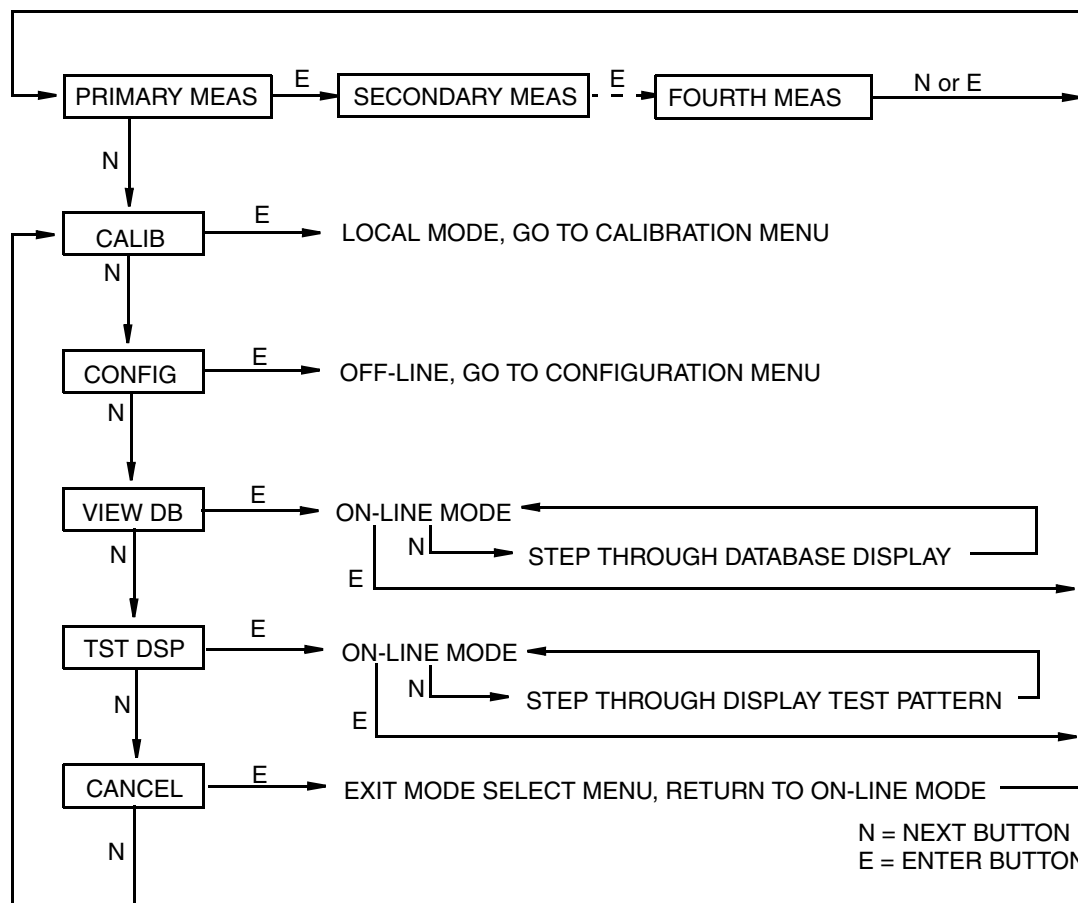 PRIMARY MEAS E SECONDARY MEAS E FOURTH MEAS N or E
N
CALIB E LOCAL MODE, GO TO CALIBRATION MENU
N
CONFIG E OFF-LINE, GO TO CONFIGURATION MENU
N
VIEW DB E ON-LINE MODE
N N STEP THROUGH DATABASE DISPLAY
E
TST DSP E ON-LINE MODE
N N STEP THROUGH DISPLAY TEST PATTERN
E
CANCEL E EXIT MODE SELECT MENU, RETURN TO ON-LINE MODE
N = NEXT BUTTON
N E = ENTER BUTTON